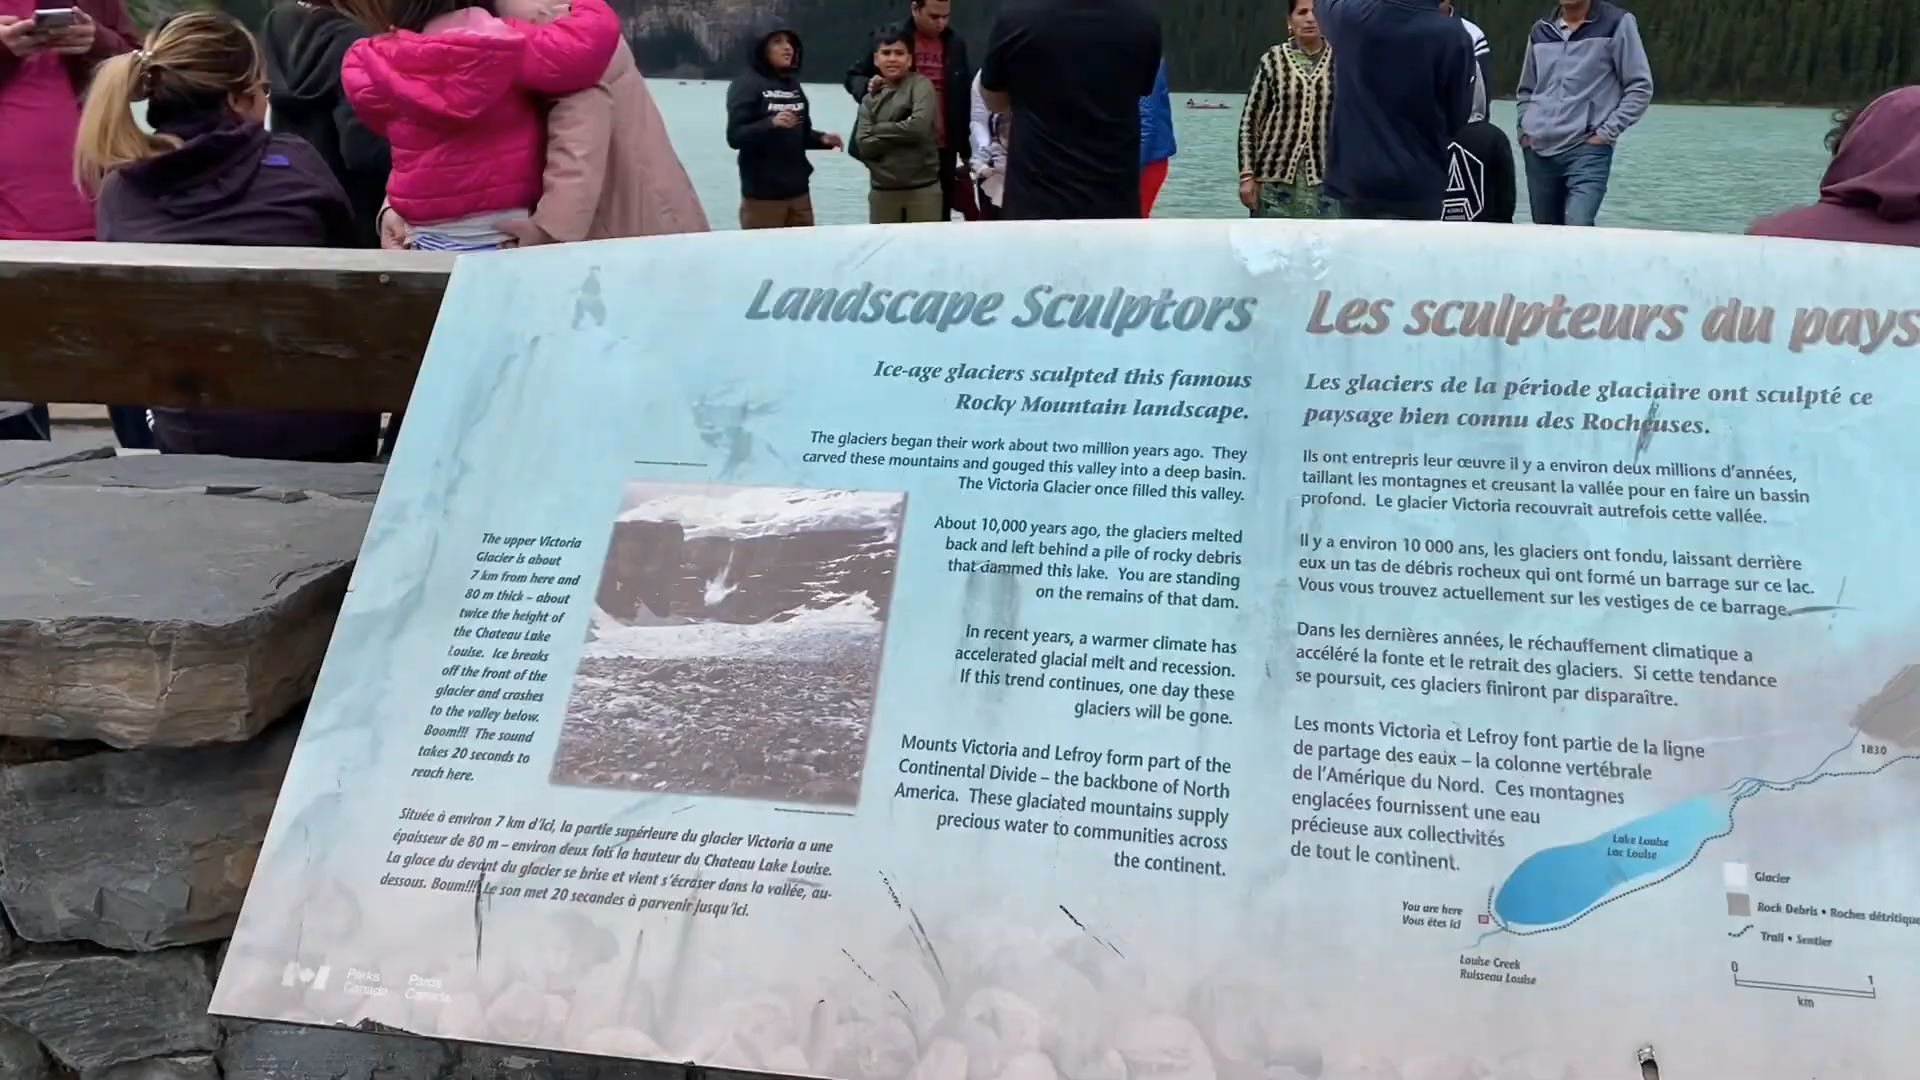 Landscape Sculptors
Ice-age glaciers sculpted this famous
Rocky Mountain landscape.
The glaciers began their work about two million years ago. They
carved these mountains and gouged this valley into a deep basin.
The Victoria Glacier once filled this valley.
About 10,000 years ago, the glaciers melted
back and left behind a pile of rocky debris
that dammed this lake. You are standing
on the remains of that dam.
In recent years, a warmer climate has
accelerated glacial melt and recession.
If this trend continues, one day these
glaciers will be gone.
Mounts Victoria and Lefroy form part of the
Continental Divide – the backbone of North
America. These glaciated mountains supply
precious water to communities across
the continent.
The upper Victoria
Glacier is about
7 km from here and
80 m thick – about
twice the height of
the Chateau Lake
Louise. Ice breaks
off the front of the
glacier and crashes
to the valley below.
Boom!!! The sound
takes 20 seconds to
reach here.
Située à environ 7 km d'ici, la partie supérieure du glacier Victoria a une
épaisseur de 80 m – environ deux fois la hauteur du Chateau Lake Louise.
La glace du devant du glacier se brise et vient s'écraser dans la vallée, au-
dessous. Boum!!! Le son met 20 secondes à parvenir jusqu'ici.
Parks Canada
Parcs Canada
Les sculpteurs du pays
Les glaciers de la période glaciaire ont sculpté ce
paysage bien connu des Rocheuses.
Ils ont entrepris leur œuvre il y a environ deux millions d'années,
taillant les montagnes et creusant la vallée pour en faire un bassin
profond. Le glacier Victoria recouvrait autrefois cette vallée.
Il y a environ 10 000 ans, les glaciers ont fondu, laissant derrière
eux un tas de débris rocheux qui ont formé un barrage sur ce lac.
Vous vous trouvez actuellement sur les vestiges de ce barrage.
Dans les dernières années, le réchauffement climatique a
accéléré la fonte et le retrait des glaciers. Si cette tendance
se poursuit, ces glaciers finiront par disparaître.
Les monts Victoria et Lefroy font partie de la ligne
de partage des eaux – la colonne vertébrale
de l'Amérique du Nord. Ces montagnes
englacées fournissent une eau
précieuse aux collectivités
de tout le continent.
1830
Lake Louise
Lac Louise
You are here
Vous êtes ici
Louise Creek
Ruisseau Louise
Glacier
Rock Debris • Roches détritique
Trail • Sentier
0 1
km